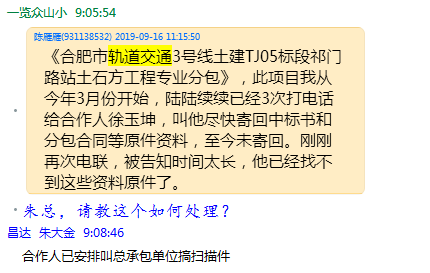 一览众山小 9:05:54
陈雁雁(931138532) 2019-09-16 11:15:50
《合肥市轨道交通3号线土建TJ05标段祁门
路站土石方工程专业分包》，此项目我从
今年3月份开始，陆陆续续已经3次打电话
给合作人徐玉坤，叫他尽快寄回中标书和
分包合同等原件资料，至今未寄回。刚刚
再次电联，被告知时间太长，他已经找不
到这些资料原件了。
朱总，请教这个如何处理？
昌达 朱大金 9:08:46
合作人已安排叫总承包单位搞扫描件